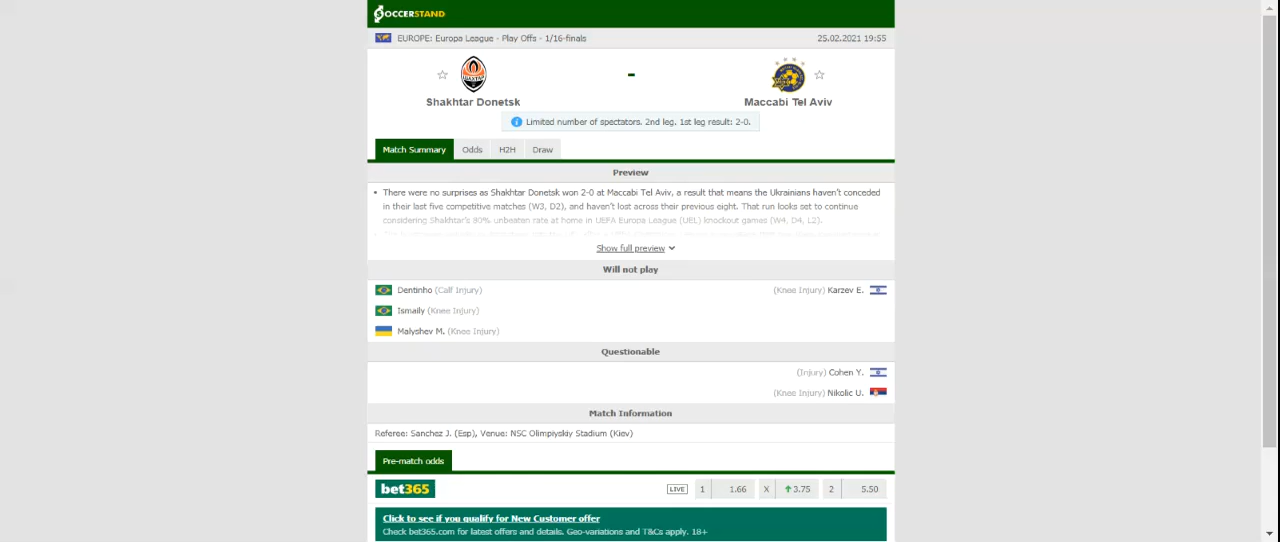 SOCCERSTAND
EUROPE: Europa League - Play Offs - 1/16-finals 25.02.2021 19:55
-
Shakhtar Donetsk Maccabi Tel Aviv
Limited number of spectators. 2nd leg. 1st leg result: 2-0.
Match Summary Odds H2H Draw
Preview
• There were no surprises as Shakhtar Donetsk won 2-0 at Maccabi Tel Aviv, a result that means the Ukrainians haven't conceded
in their last five competitive matches (W3, D2), and haven't lost across their previous eight. That run looks set to continue
considering Shakhtar's 80% unbeaten rate at home in UEFA Europa League (UEL) knockout games (W4, D4, L2).
Show full preview
Will not play
Dentinho (Calf Injury) (Knee Injury) Karzev E.
Ismaily (Knee Injury)
Malyshev M. (Knee Injury)
Questionable
(Injury) Cohen Y.
(Knee Injury) Nikolic U.
Match Information
Referee: Sanchez J. (Esp), Venue: NSC Olimpiyskiy Stadium (Kiev)
Pre-match odds
bet365 LIVE 1 1.66 X 3.75 2 5.50
Click to see if you qualify for New Customer offer
Check bet365.com for latest offers and details. Geo-variations and T&Cs apply. 18+